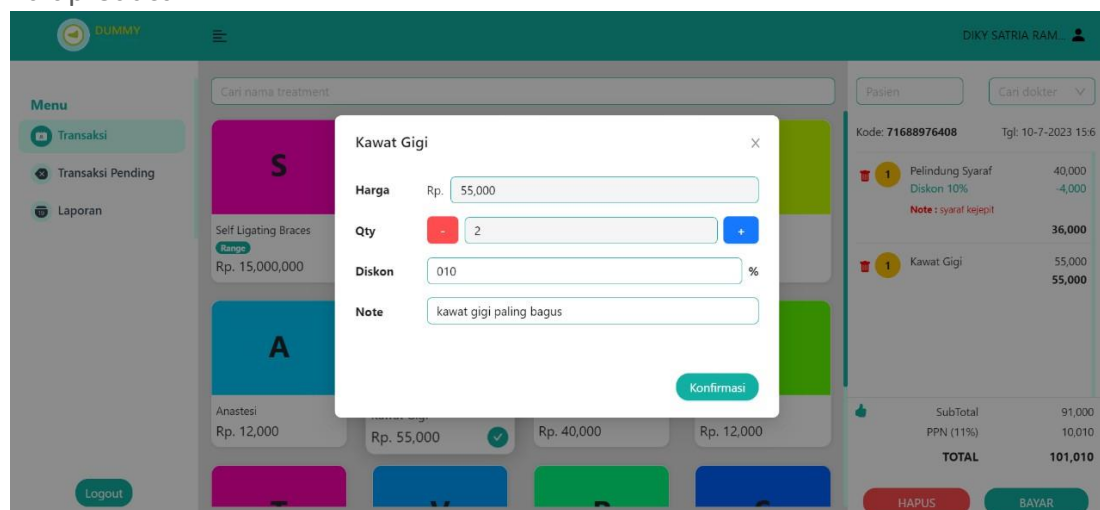 DUMMY
DIKY SATRIA RAM...
Menu
Transaksi
Transaksi Pending
Laporan
Logout
Cari nama treatment
S
Self Ligating Braces
Range
Rp. 15,000,000
A
Anastesi
Rp. 12,000
Rp. 55,000
Rp. 40,000
Rp. 12,000
Kawat Gigi
Harga Rp. 55,000
Qty - 2 +
Diskon 010 %
Note kawat gigi paling bagus
Konfirmasi
Pasien
Cari dokter
Kode: 71688976408 Tgl: 10-7-2023 15:6
1 Pelindung Syaraf 40,000
Diskon 10% -4,000
Note : syaraf kejepit
36,000
1 Kawat Gigi 55,000
55,000
SubTotal 91,000
PPN (11%) 10,010
TOTAL 101,010
HAPUS
BAYAR